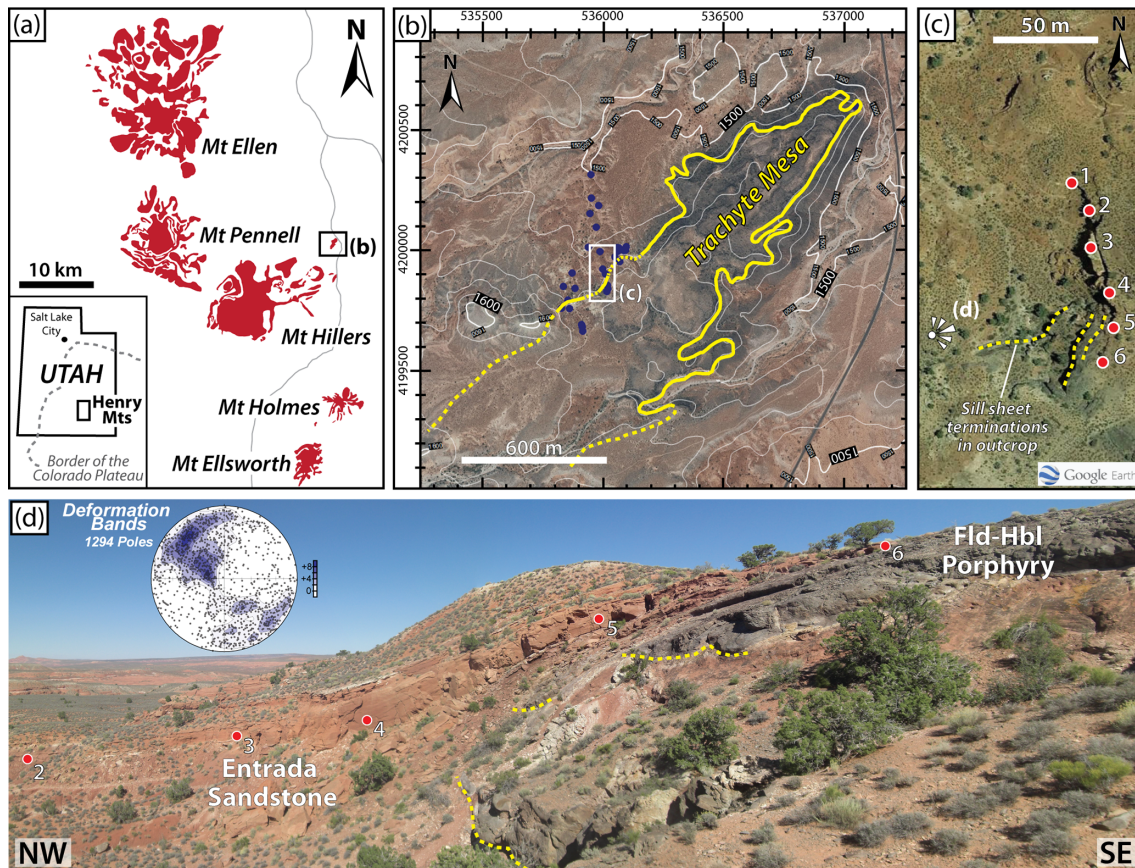 (a)
N
Mt Ellen
Mt Pennell
(b)
10 km
Mt Hillers
Salt Lake
City
UTAH
Henry
Mts
Mt Holmes
Mt Ellsworth
Border of the
Colorado Plateau
(b)
535500
536000
536500
537000
N
4200500
4200000
4199500
1500
1500
1500
1600
1500
Trachyte Mesa
(c)
600 m
(c)
50 m
N
1
2
3
4
5
6
(d)
Sill sheet
terminations
in outcrop
Google Earth
(d)
Deformation
Bands
1294 Poles
+8
+4
0
Fld-Hbl
Porphyry
6
5
4
3
2
Entrada
Sandstone
NW
SE